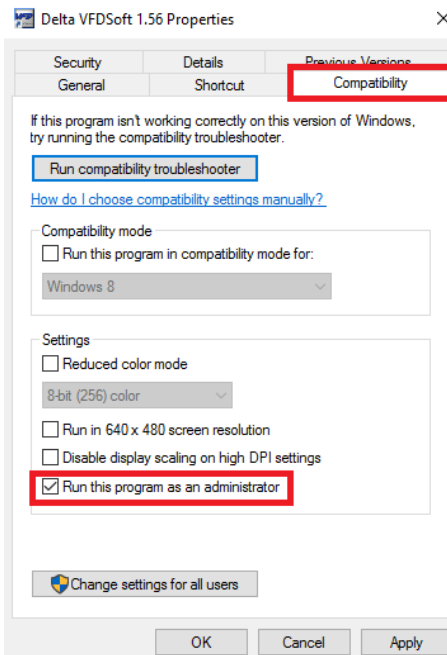 Delta VFDSoft 1.56 Properties
Security Details Previous Versions
General Shortcut Compatibility
If this program isn't working correctly on this version of Windows,
try running the compatibility troubleshooter.
Run compatibility troubleshooter
How do I choose compatibility settings manually?
Compatibility mode
Run this program in compatibility mode for:
Windows 8
Settings
Reduced color mode
8-bit (256) color
Run in 640 x 480 screen resolution
Disable display scaling on high DPI settings
Run this program as an administrator
Change settings for all users
OK Cancel Apply